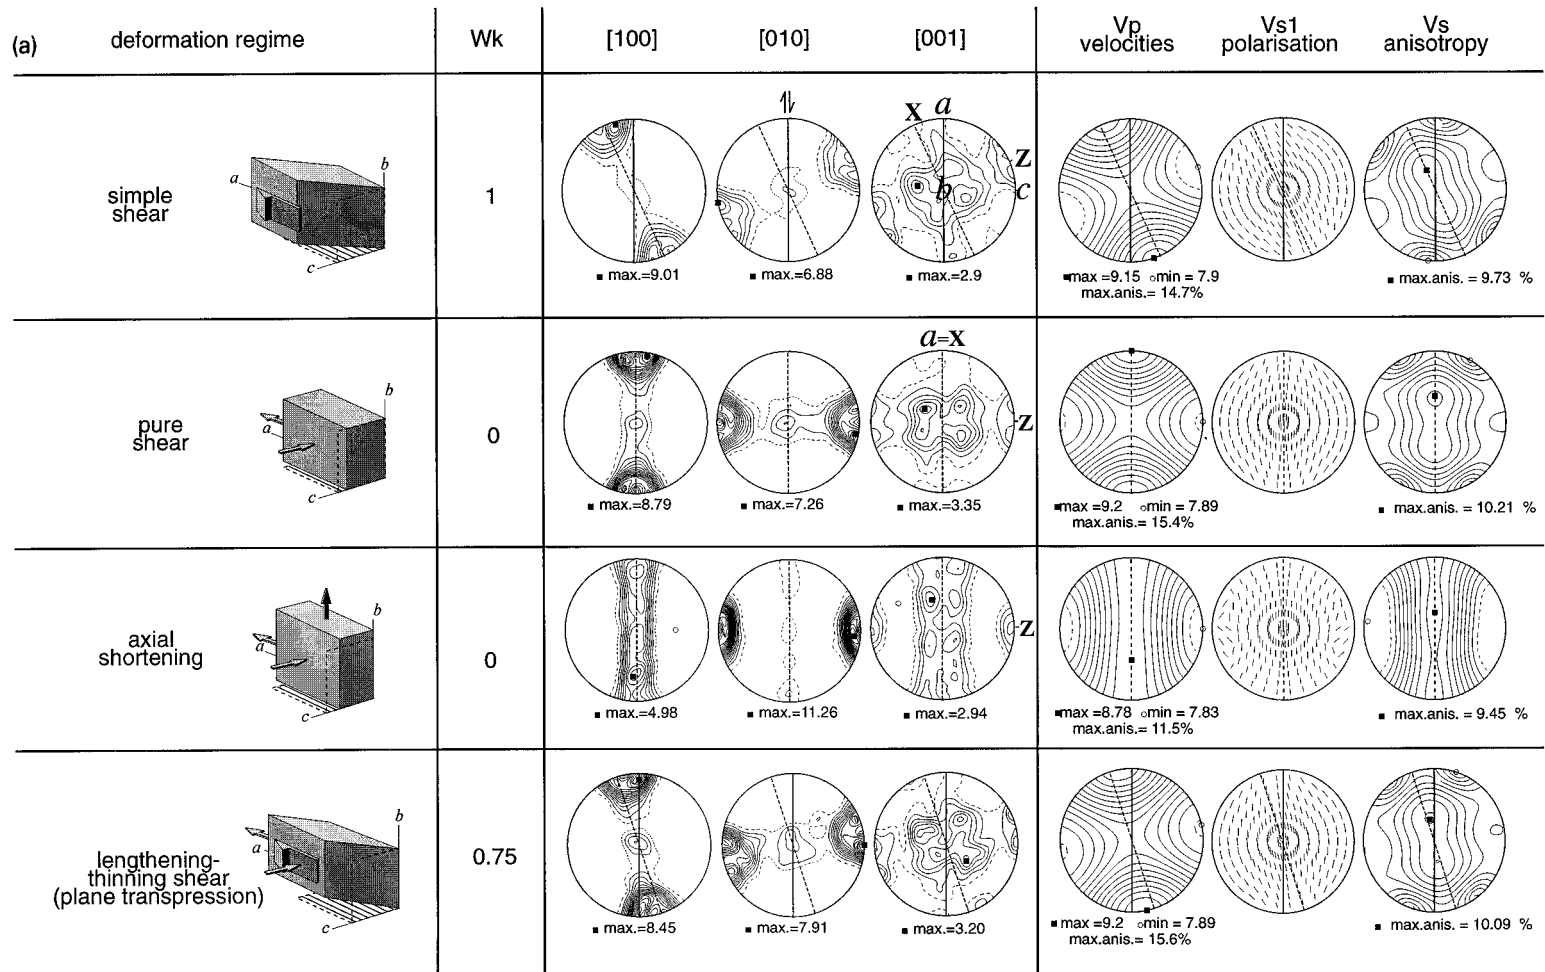 (a) deformation regime Wk [100] [010] [001] Vp velocities Vs1 polarisation Vs anisotropy
simple shear
a
b
c
1
X a
Z
b c
■ max.=9.01 ■ max.=6.88 ■ max.=2.9
■max =9.15 ○min = 7.9
max.anis.= 14.7%
■ max.anis. = 9.73 %
pure shear
a
b
c
0
a=X
Z
■ max.=8.79 ■ max.=7.26 ■ max.=3.35
■max =9.2 ○min = 7.89
max.anis.= 15.4%
■ max.anis. = 10.21 %
axial shortening
a
b
c
0
Z
■ max.=4.98 ■ max.=11.26 ■ max.=2.94
■max =8.78 ○min = 7.83
max.anis.= 11.5%
■ max.anis. = 9.45 %
lengthening-
thinning shear
(plane transpression)
a
b
c
0.75
■ max.=8.45 ■ max.=7.91 ■ max.=3.20
■max =9.2 ○min = 7.89
max.anis.= 15.6%
■ max.anis. = 10.09 %